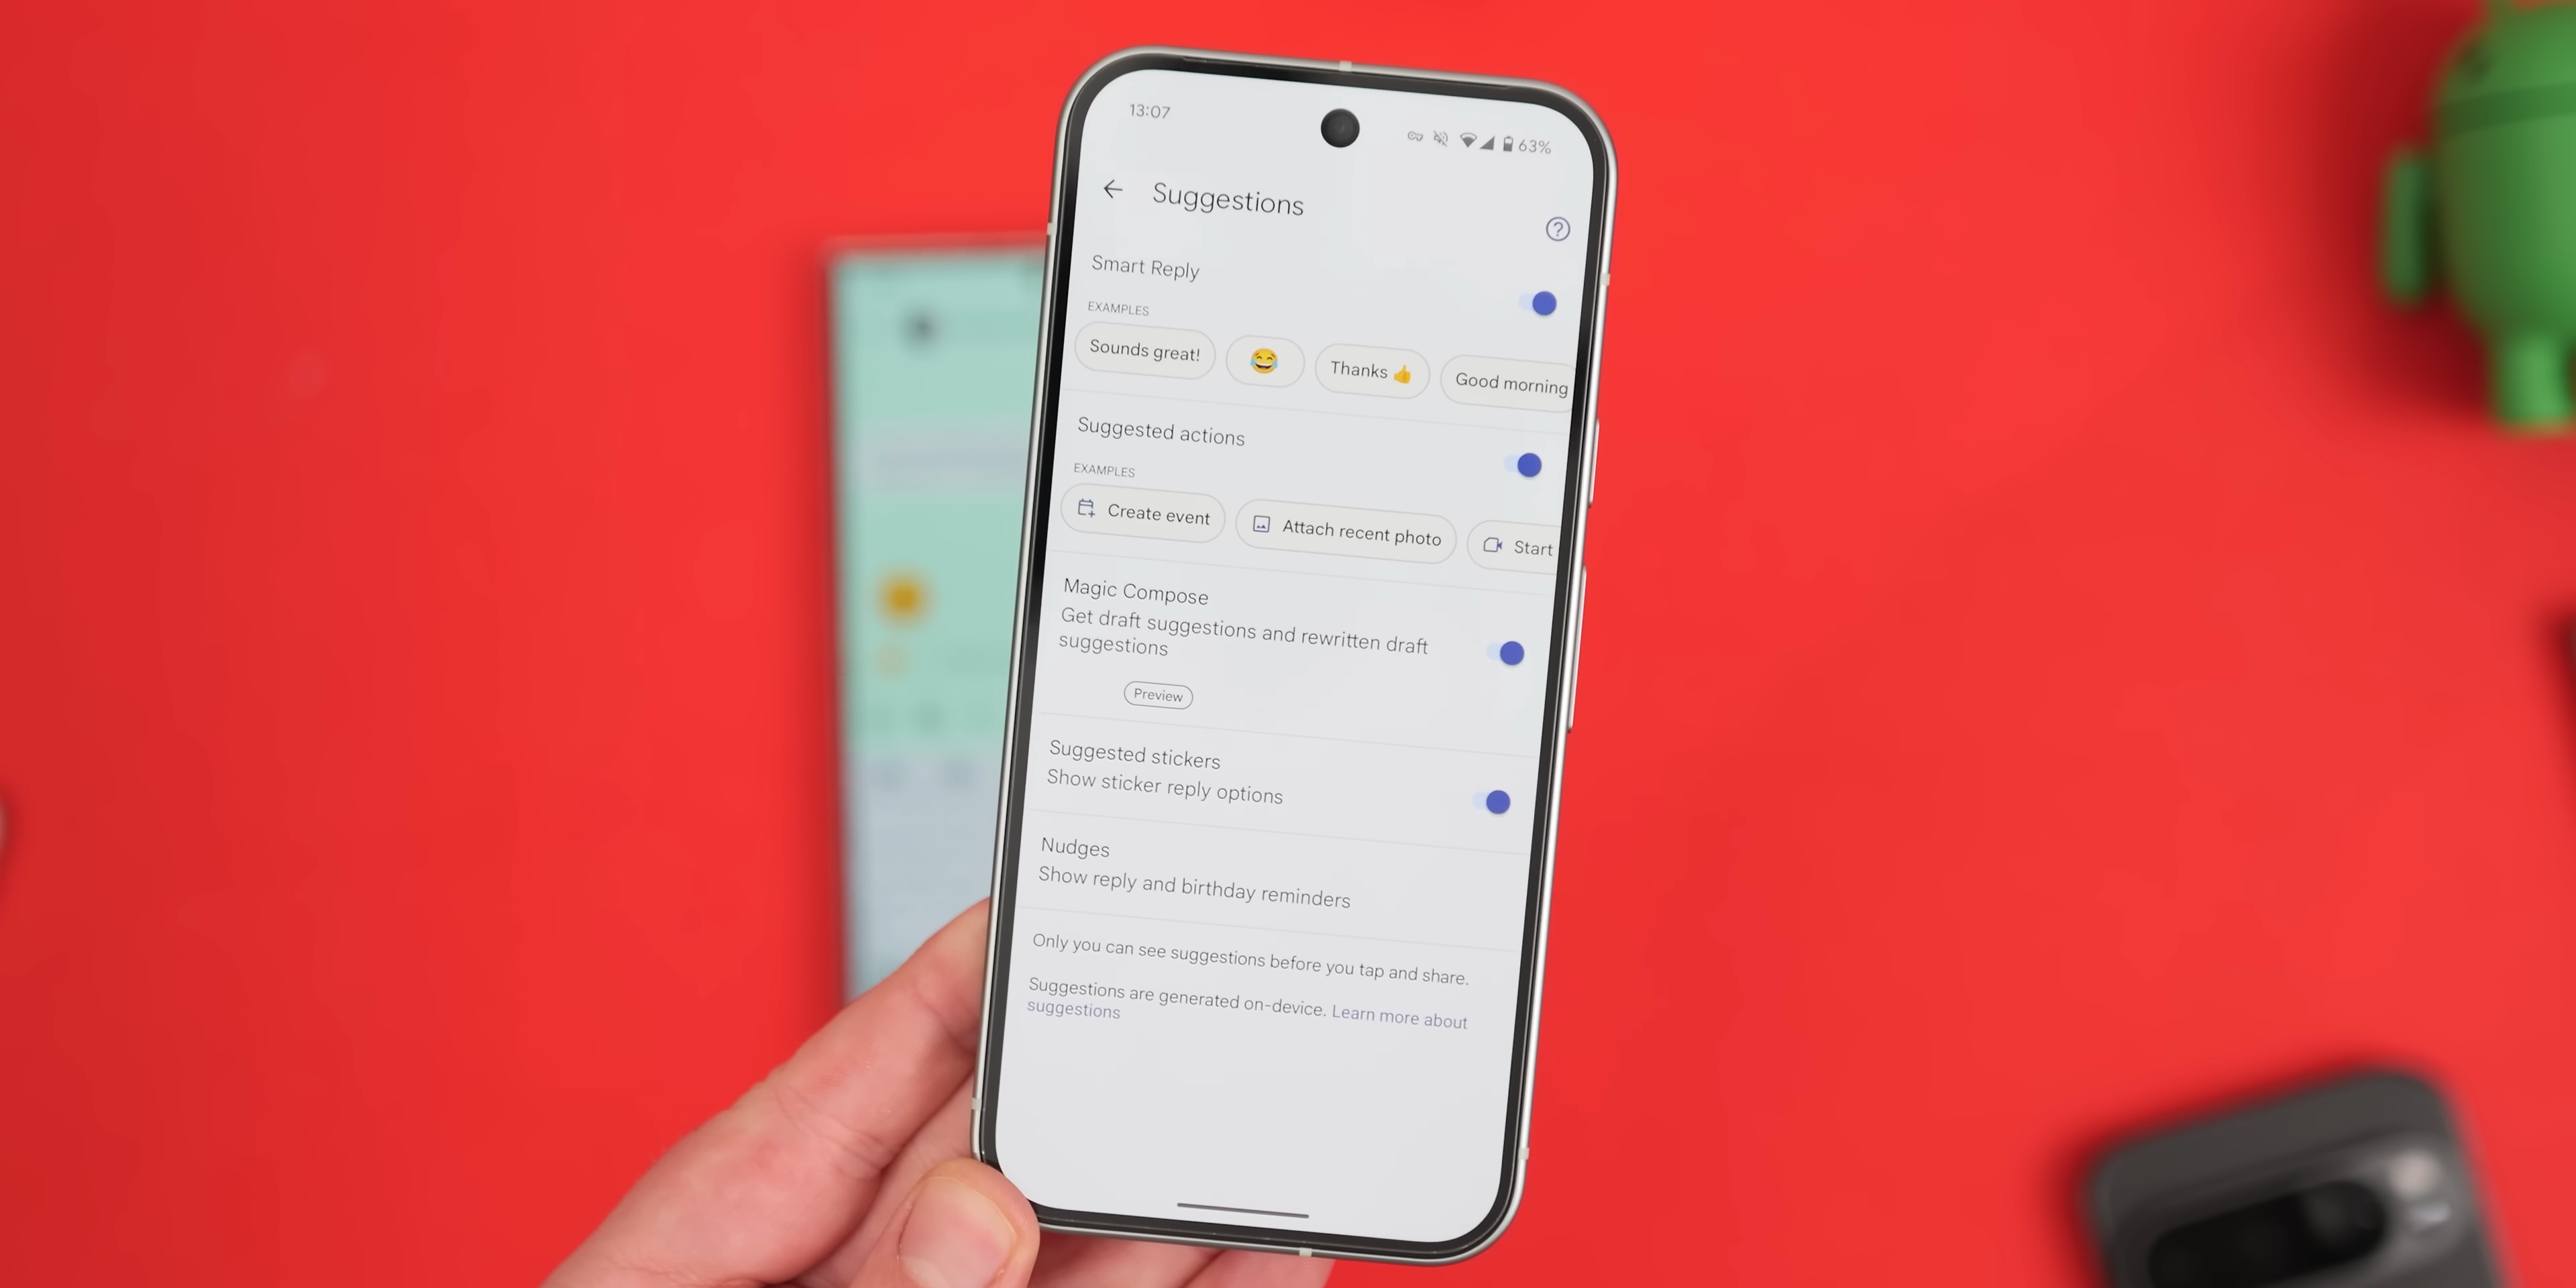 13:07
63%
Suggestions
Smart Reply
EXAMPLES
Sounds great!
😂
Thanks 👍
Good morning
Suggested actions
EXAMPLES
Create event
Attach recent photo
Start
Magic Compose
Get draft suggestions and rewritten draft
suggestions
Preview
Suggested stickers
Show sticker reply options
Nudges
Show reply and birthday reminders
Only you can see suggestions before you tap and share.
Suggestions are generated on-device. Learn more about
suggestions